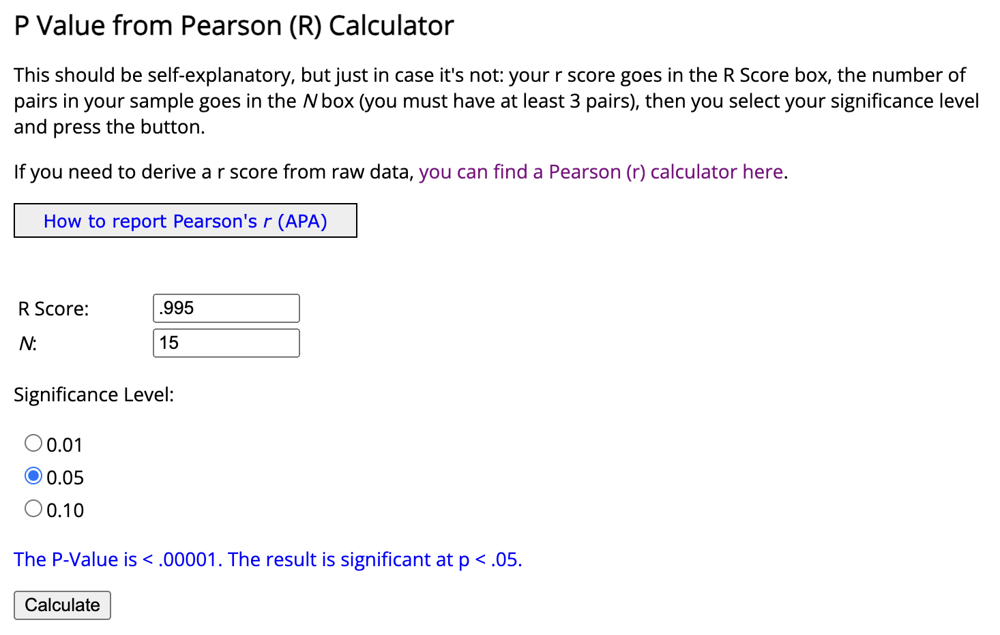 P Value from Pearson (R) Calculator
This should be self-explanatory, but just in case it's not: your r score goes in the R Score box, the number of
pairs in your sample goes in the N box (you must have at least 3 pairs), then you select your significance level
and press the button.
If you need to derive a r score from raw data, you can find a Pearson (r) calculator here.
How to report Pearson's r (APA)
R Score: .995
N: 15
Significance Level:
0.01
0.05
0.10
The P-Value is < .00001. The result is significant at p < .05.
Calculate